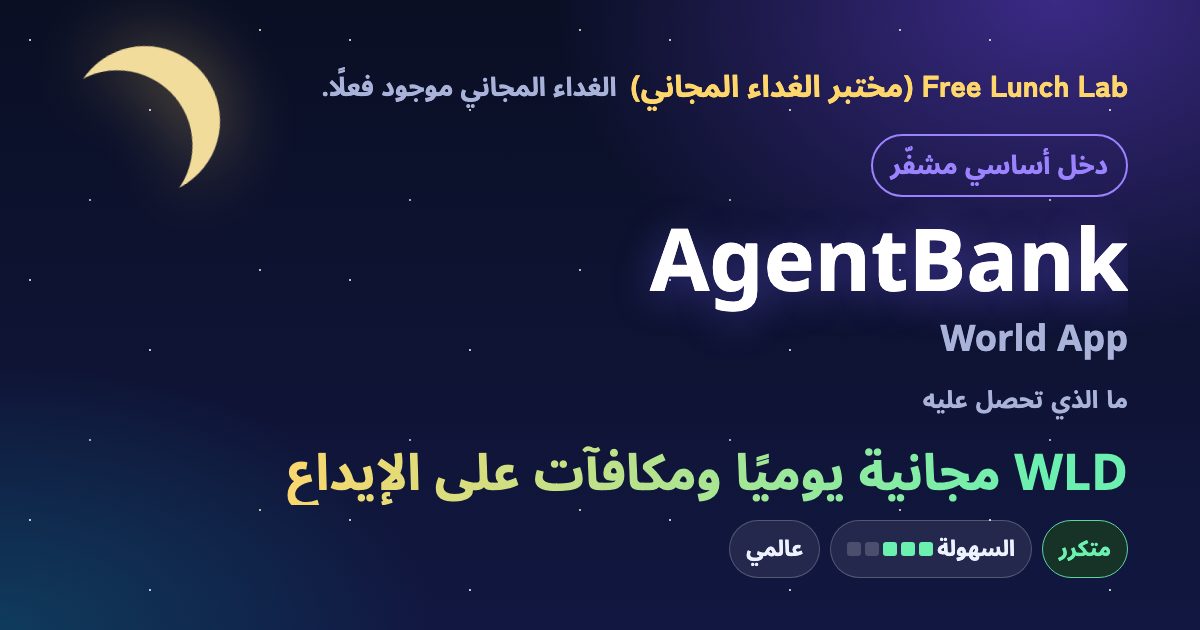 Free Lunch Lab (مختبر الغداء المجاني) الغداء المجاني موجود فعلًا.
دخل أساسي مشفّر
AgentBank
World App
ما الذي تحصل عليه
WLD مجانية يوميًا ومكافآت على الإيداع
متكرر السهولة عالمي